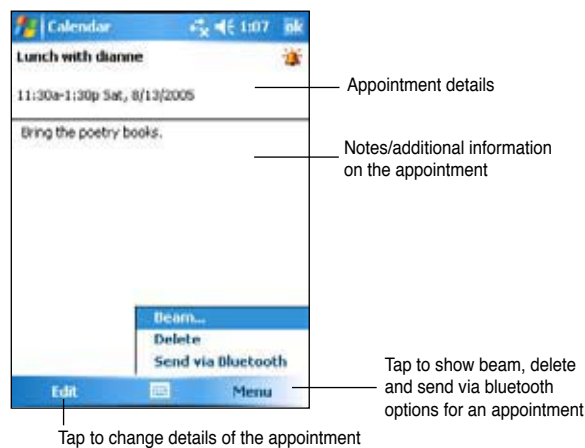 Calendar 1:07 ok
Lunch with dianne
11:30a-1:30p Sat, 8/13/2005
Appointment details
Bring the poetry books.
Notes/additional information
on the appointment
Beam...
Delete
Send via Bluetooth
Edit Menu
Tap to show beam, delete
and send via bluetooth
options for an appointment
Tap to change details of the appointment